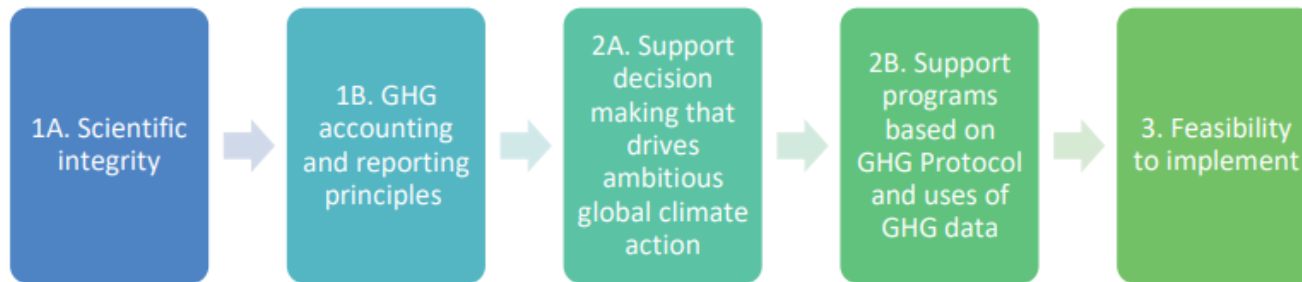 1A. Scientific
integrity
1B. GHG
accounting
and reporting
principles
2A. Support
decision
making that
drives
ambitious
global climate
action
2B. Support
programs
based on
GHG Protocol
and uses of
GHG data
3. Feasibility
to implement